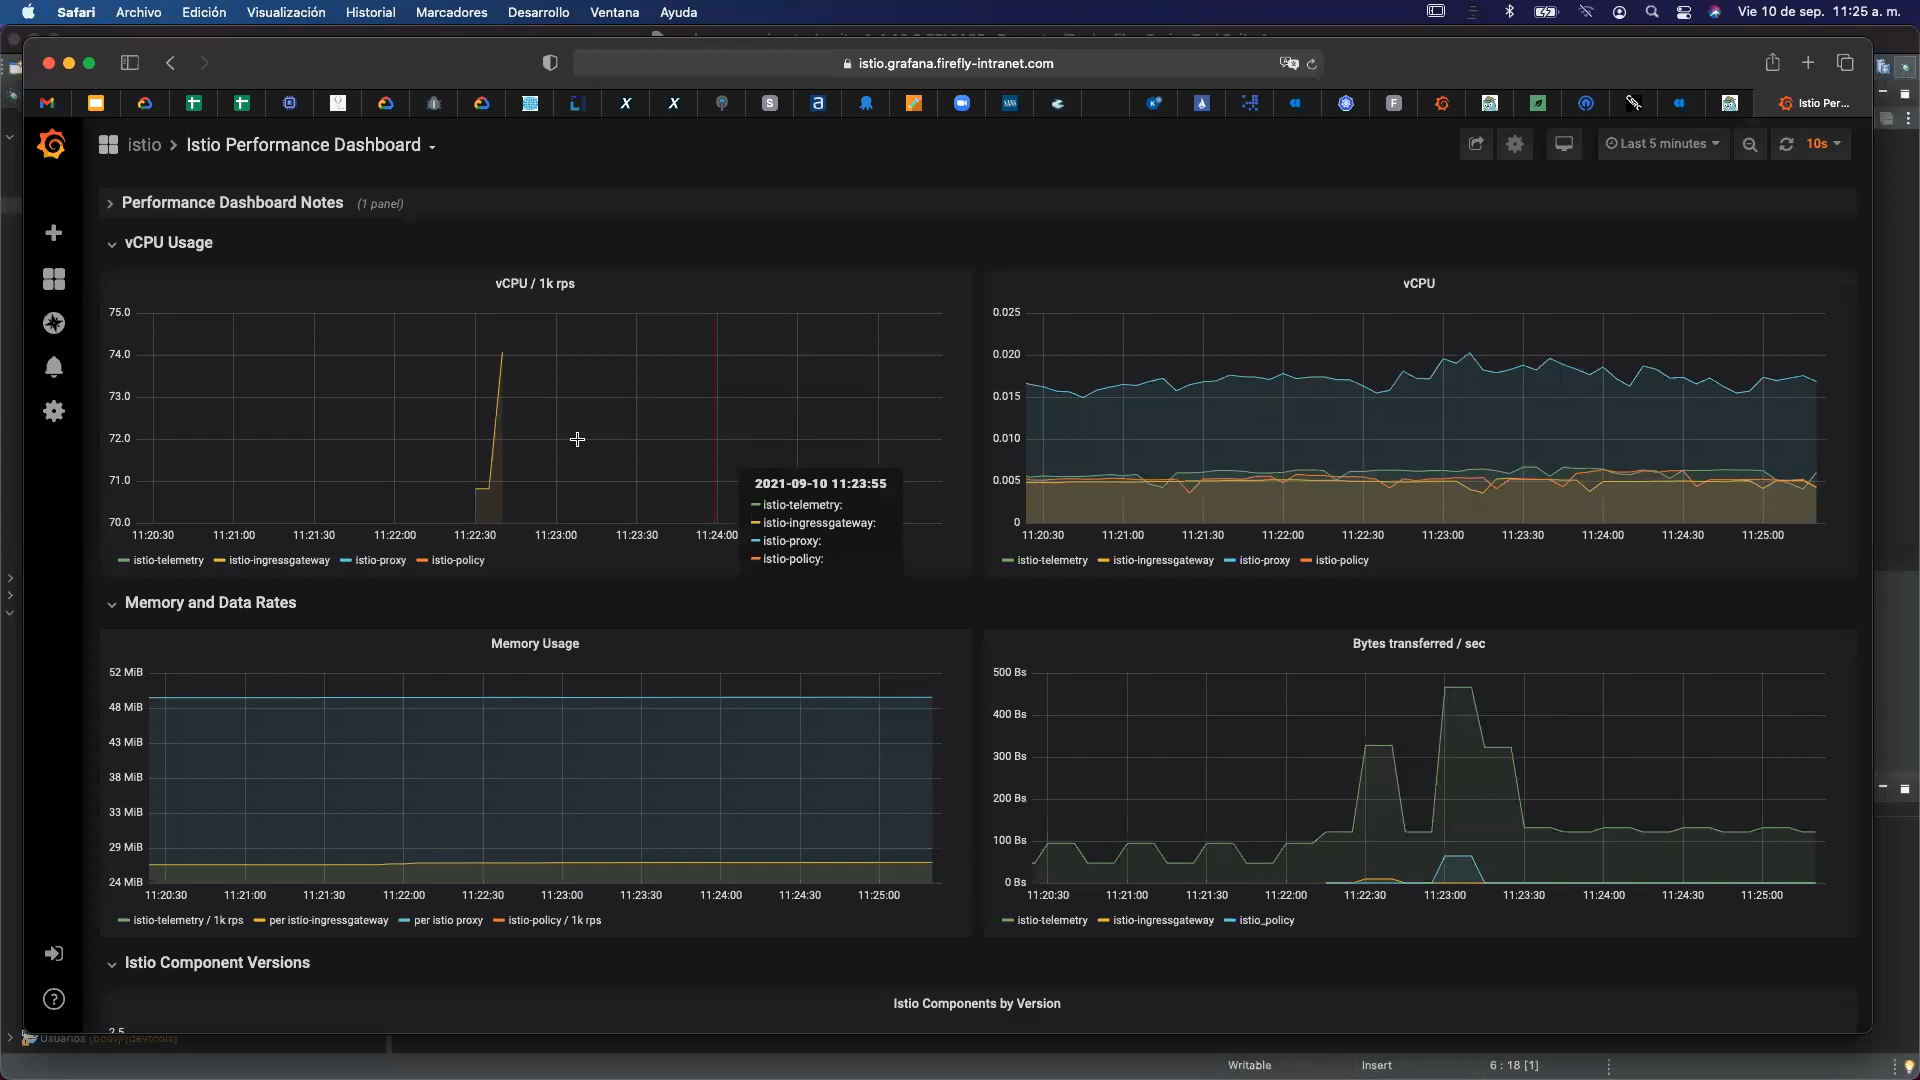 Safari Archivo Edición Visualización Historial Marcadores Desarrollo Ventana Ayuda Vie 10 de sep. 11:25 a. m.
istio.grafana.firefly-intranet.com
Istio Per...
istio > Istio Performance Dashboard
Last 5 minutes 10s
Performance Dashboard Notes (1 panel)
vCPU Usage
vCPU / 1k rps
75.0
74.0
73.0
72.0
71.0
70.0
11:20:30 11:21:00 11:21:30 11:22:00 11:22:30 11:23:00 11:23:30 11:24:00
istio-telemetry istio-ingressgateway istio-proxy istio-policy
2021-09-10 11:23:55
istio-telemetry:
istio-ingressgateway:
istio-proxy:
istio-policy:
vCPU
0.025
0.020
0.015
0.010
0.005
0
11:20:30 11:21:00 11:21:30 11:22:00 11:22:30 11:23:00 11:23:30 11:24:00 11:24:30 11:25:00
istio-telemetry istio-ingressgateway istio-proxy istio-policy
Memory and Data Rates
Memory Usage
52 MiB
48 MiB
43 MiB
38 MiB
33 MiB
29 MiB
24 MiB
11:20:30 11:21:00 11:21:30 11:22:00 11:22:30 11:23:00 11:23:30 11:24:00 11:24:30 11:25:00
istio-telemetry / 1k rps per istio-ingressgateway per istio proxy istio-policy / 1k rps
Bytes transferred / sec
500 Bs
400 Bs
300 Bs
200 Bs
100 Bs
0 Bs
11:20:30 11:21:00 11:21:30 11:22:00 11:22:30 11:23:00 11:23:30 11:24:00 11:24:30 11:25:00
istio-telemetry istio-ingressgateway istio_policy
Istio Component Versions
Istio Components by Version
2.5
Usuarios [boot] [devtools]
Writable Insert 6 : 18 [1]